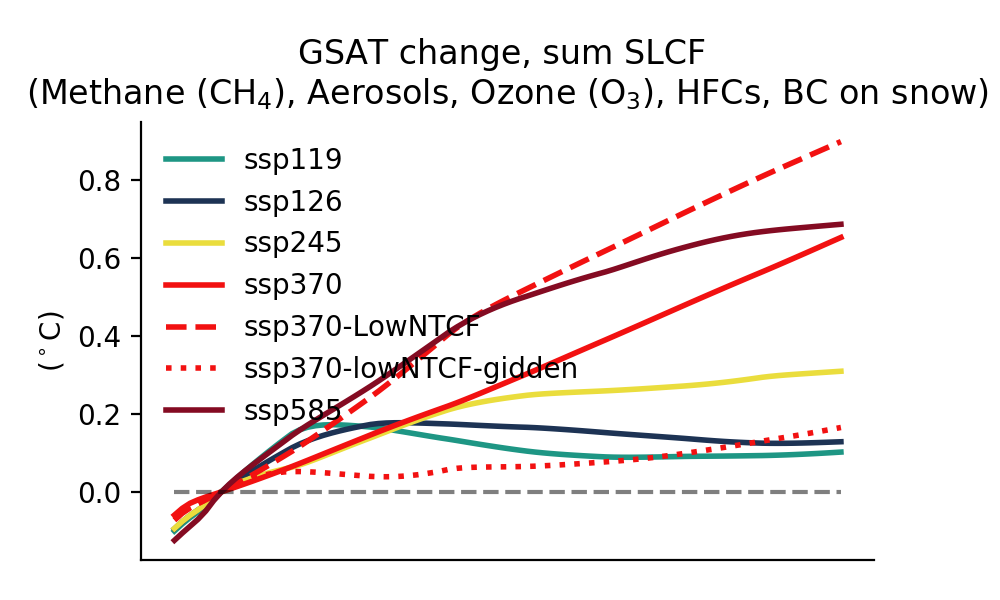 GSAT change, sum SLCF
(Methane (CH₄), Aerosols, Ozone (O₃), HFCs, BC on snow)
ssp119
ssp126
ssp245
ssp370
ssp370-LowNTCF
ssp370-lowNTCF-gidden
ssp585
0.8
0.6
0.4
0.2
0.0
(°C)